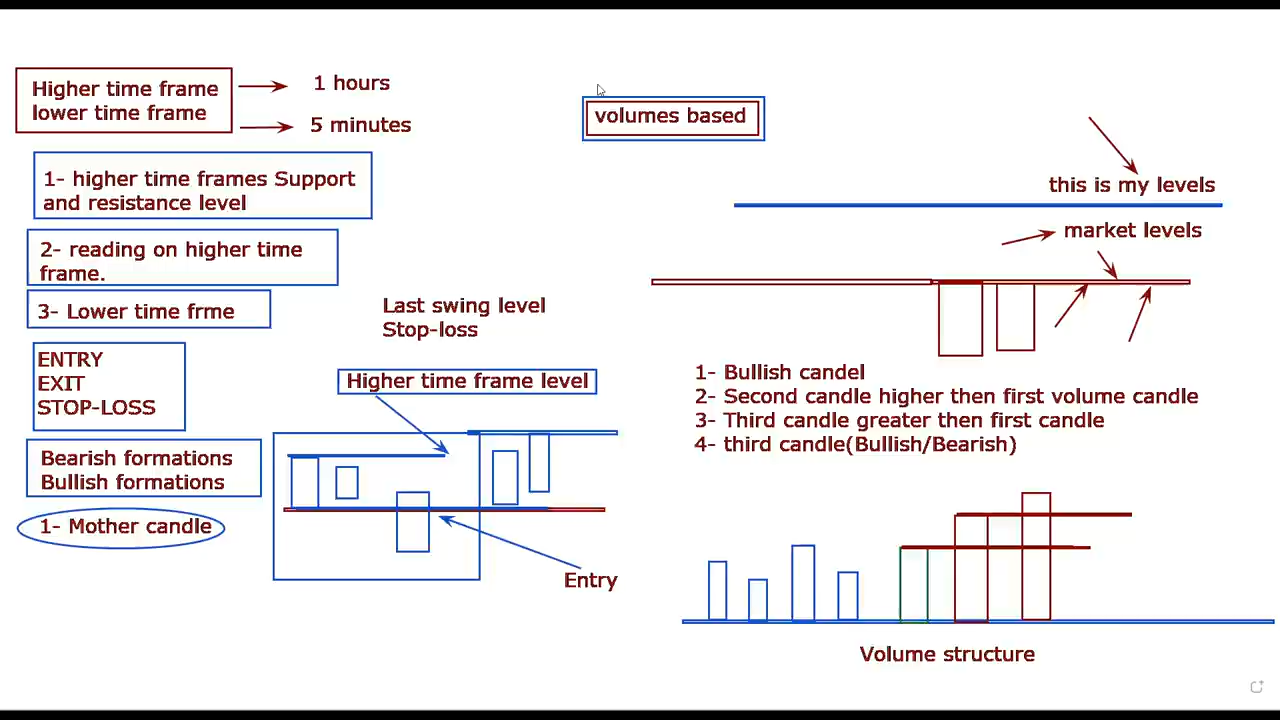 Higher time frame
lower time frame
1 hours
5 minutes
1- higher time frames Support
and resistance level
2- reading on higher time
frame.
3- Lower time frme
ENTRY
EXIT
STOP-LOSS
Bearish formations
Bullish formations
1- Mother candle
Last swing level
Stop-loss
Higher time frame level
Entry
volumes based
this is my levels
market levels
1- Bullish candel
2- Second candle higher then first volume candle
3- Third candle greater then first candle
4- third candle(Bullish/Bearish)
Volume structure